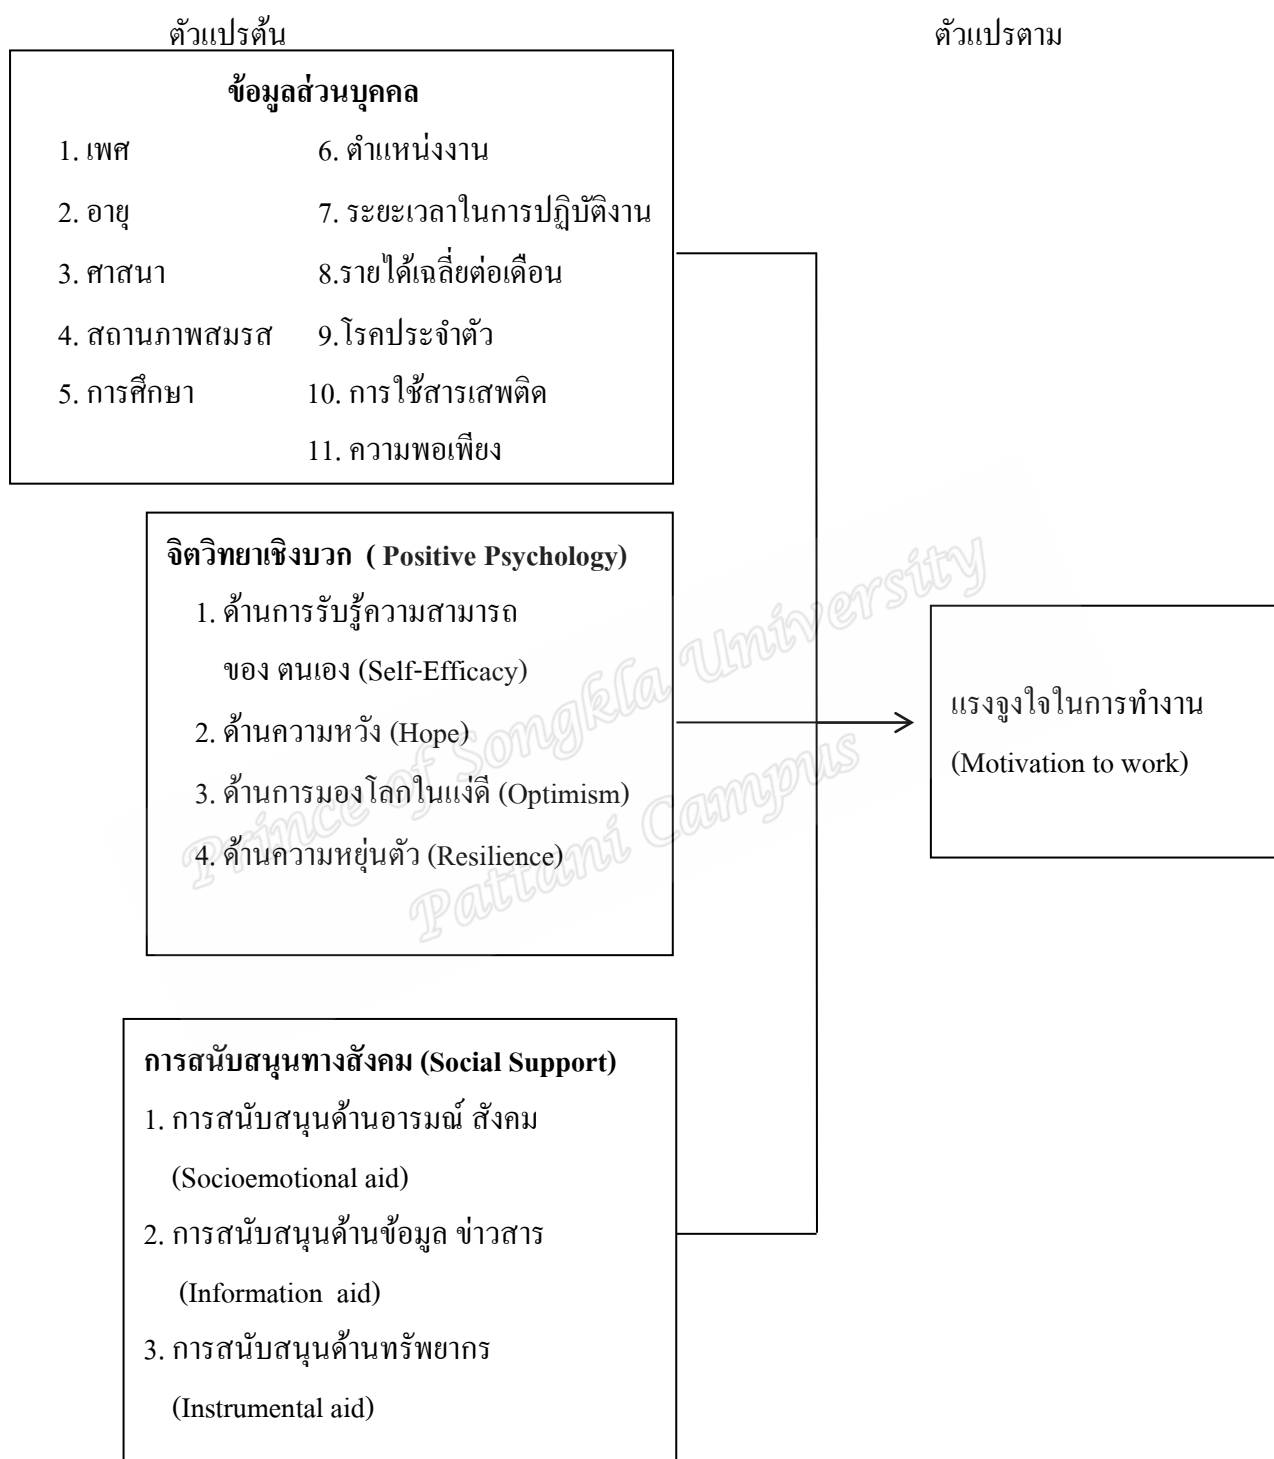 ตัวแปรต้น
ตัวแปรตาม
ข้อมูลส่วนบุคคล
1. เพศ
2. อายุ
3. ศาสนา
4. สถานภาพสมรส
5. การศึกษา
6. ตำแหน่งงาน
7. ระยะเวลาในการปฏิบัติงาน
8.รายได้เฉลี่ยต่อเดือน
9.โรคประจำตัว
10. การใช้สารเสพติด
11. ความพอเพียง
จิตวิทยาเชิงบวก ( Positive Psychology)
1. ด้านการรับรู้ความสามารถ
ของ ตนเอง (Self-Efficacy)
2. ด้านความหวัง (Hope)
3. ด้านการมองโลกในแง่ดี (Optimism)
4. ด้านความหยุ่นตัว (Resilience)
การสนับสนุนทางสังคม (Social Support)
1. การสนับสนุนด้านอารมณ์ สังคม
(Socioemotional aid)
2. การสนับสนุนด้านข้อมูล ข่าวสาร
(Information aid)
3. การสนับสนุนด้านทรัพยากร
(Instrumental aid)
แรงจูงใจในการทำงาน
(Motivation to work)
Prince of Songkla University
Pattani Campus